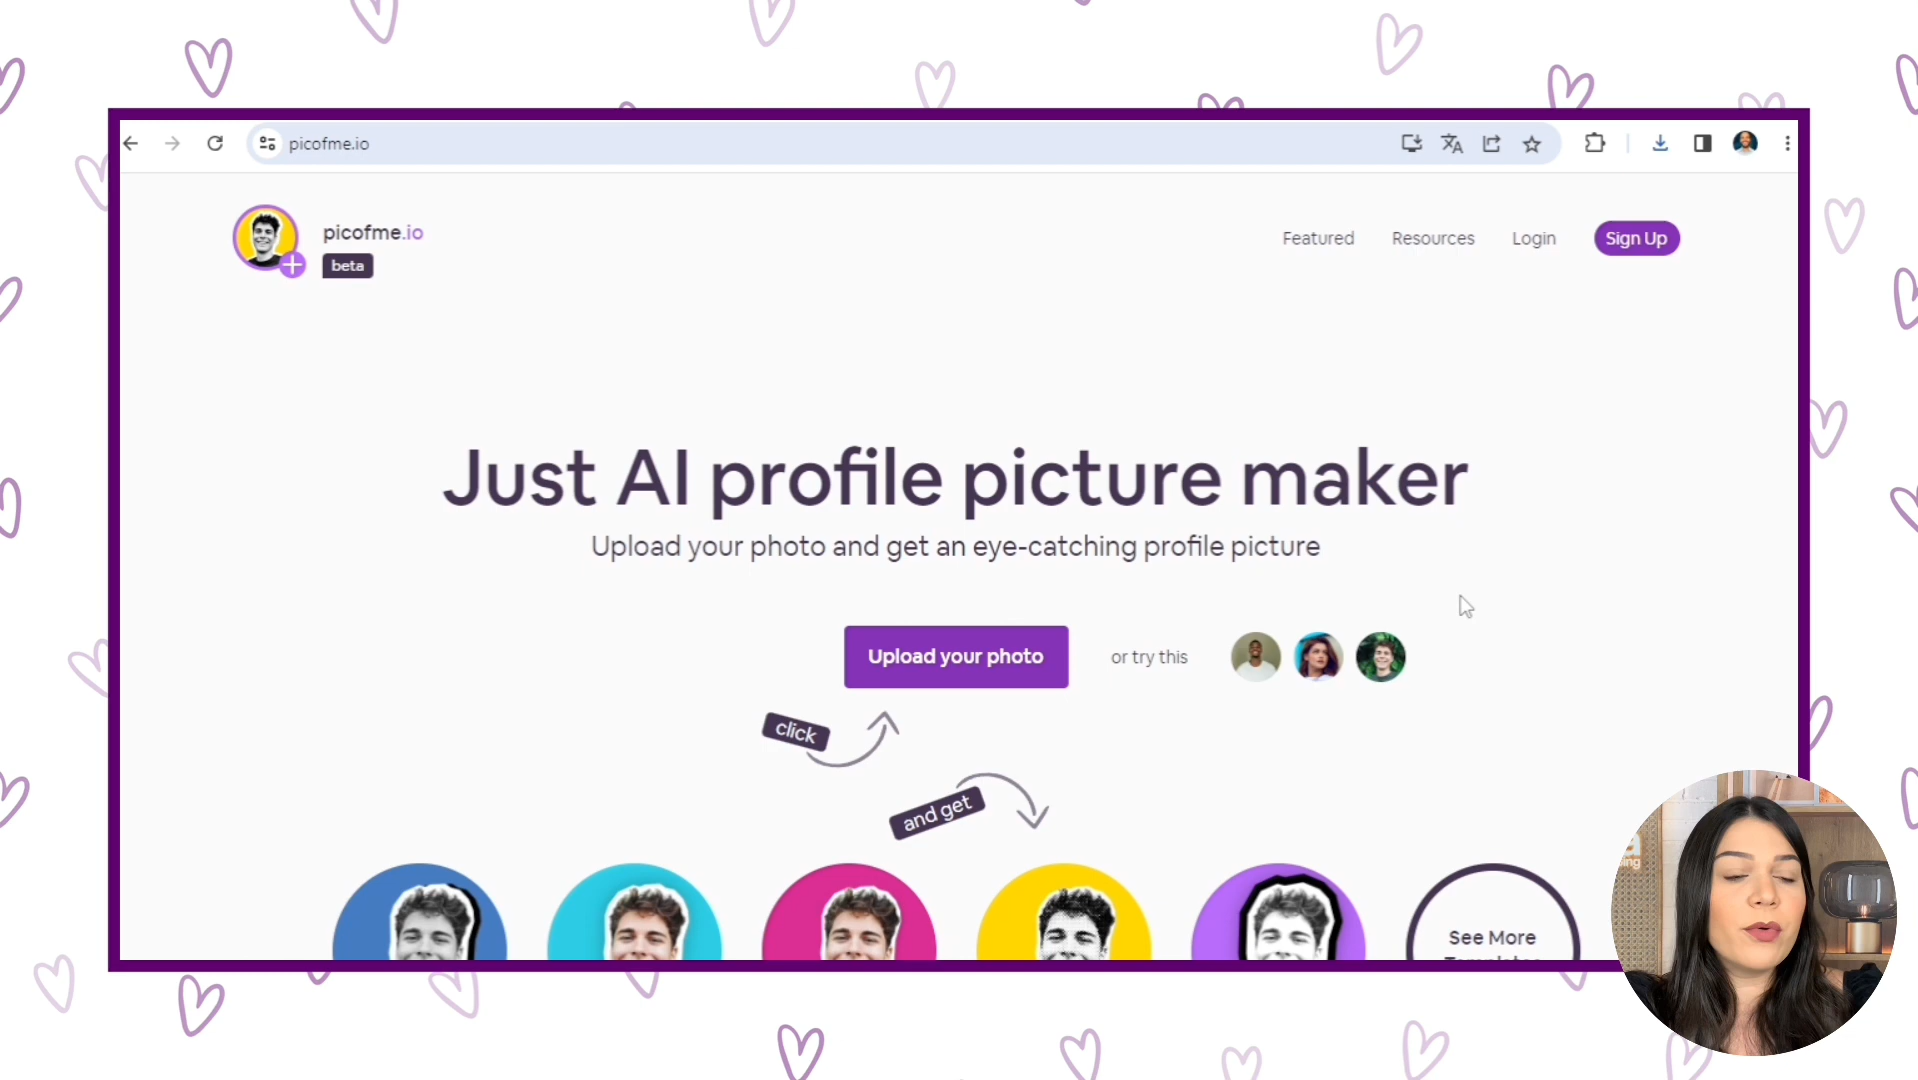 picofme.io
picofme.io
beta
Featured
Resources
Login
Sign Up
Just AI profile picture maker
Upload your photo and get an eye-catching profile picture
Upload your photo
or try this
click
and get
See More
Templates